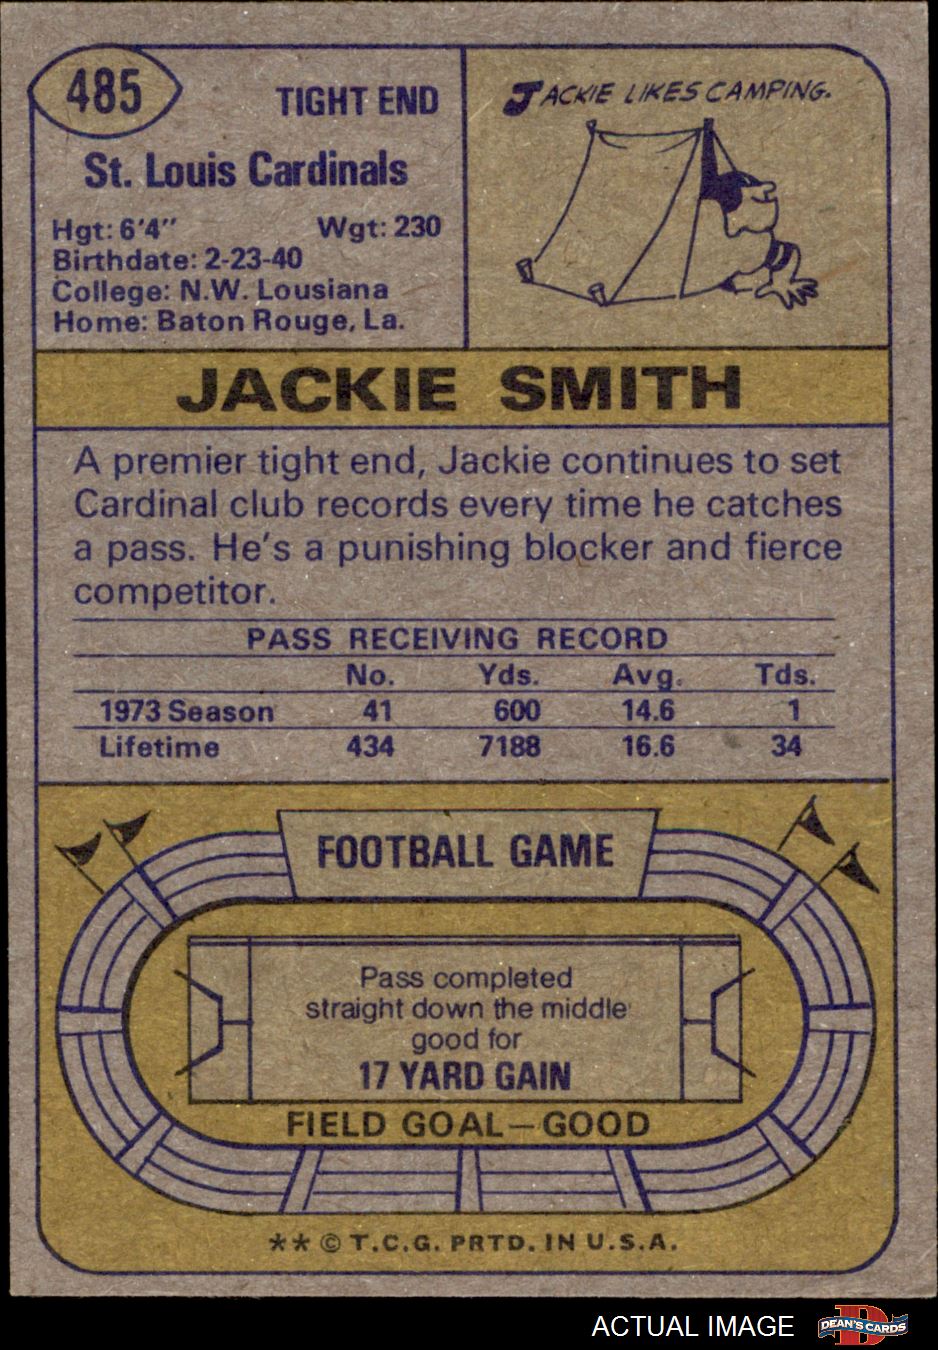 485
TIGHT END
St. Louis Cardinals
Hgt: 6'4" Wgt: 230
Birthdate: 2-23-40
College: N.W. Lousiana
Home: Baton Rouge, La.
JACKIE LIKES CAMPING.
JACKIE SMITH
A premier tight end, Jackie continues to set
Cardinal club records every time he catches
a pass. He's a punishing blocker and fierce
competitor.
PASS RECEIVING RECORD
No. Yds. Avg. Tds.
1973 Season 41 600 14.6 1
Lifetime 434 7188 16.6 34
FOOTBALL GAME
Pass completed
straight down the middle
good for
17 YARD GAIN
FIELD GOAL—GOOD
** © T.C.G. PRTD. IN U.S.A.
ACTUAL IMAGE
DEAN'S CARDS